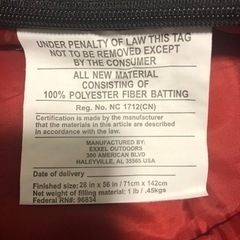 UNDER PENALTY OF LAW THIS TAG
NOT TO BE REMOVED EXCEPT
BY THE CONSUMER
ALL NEW MATERIAL
CONSISTING OF
100% POLYESTER FIBER BATTING
Reg. No. NC 1712(CN)
Certification is made by the manufacturer that
the material in this articles are described
in accordance with law.
MANUFACTURED BY:
EXXEL OUTDOORS
300 AMERICAN BLVD
HALEYVILLE, AL 35565 USA
Date of delivery
Finished size: 28 in x 56 in / 71cm x 142cm
Net weight of filling material: 1 lb / .45kgs
Federal RN#: 96834